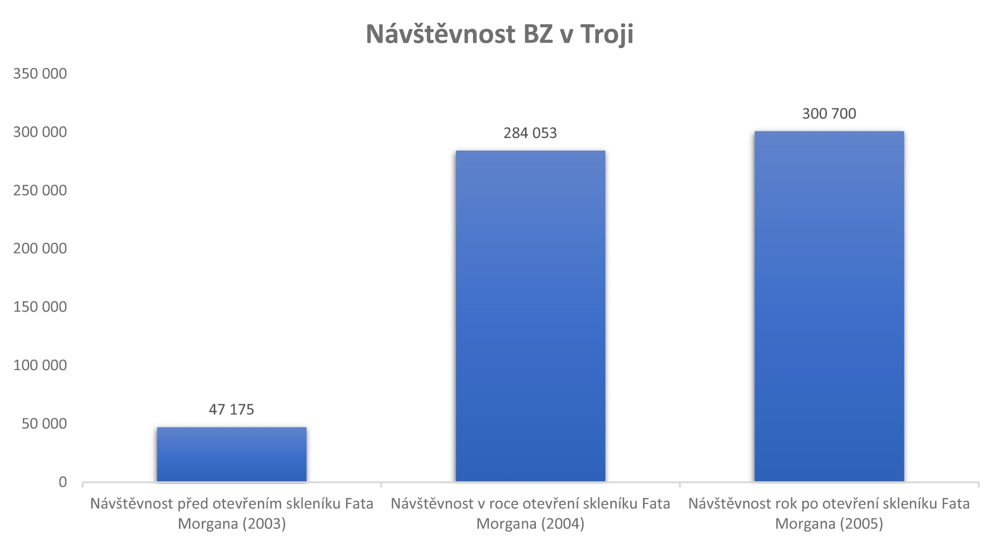 Návštěvnost BZ v Troji
350 000
300 000
250 000
200 000
150 000
100 000
50 000
0
47 175
284 053
300 700
Návštěvnost před otevřením skleníku Fata
Morgana (2003)
Návštěvnost v roce otevření skleníku Fata
Morgana (2004)
Návštěvnost rok po otevření skleníku Fata
Morgana (2005)